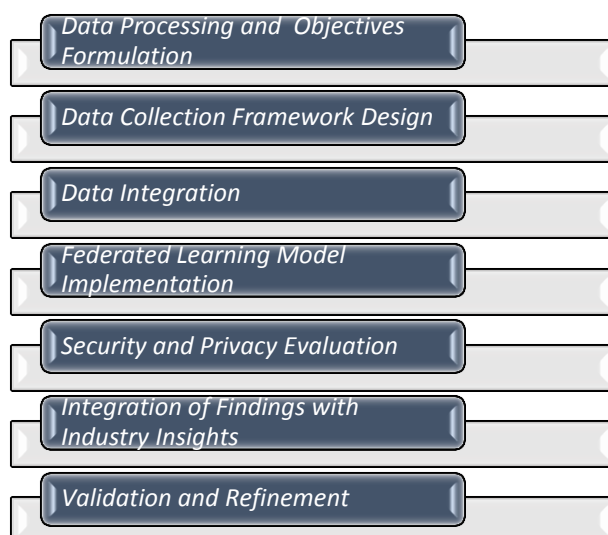 Data Processing and  Objectives
Formulation
Data Collection Framework Design
Data Integration
Federated Learning Model
Implementation
Security and Privacy Evaluation
Integration of Findings with
Industry Insights
Validation and Refinement